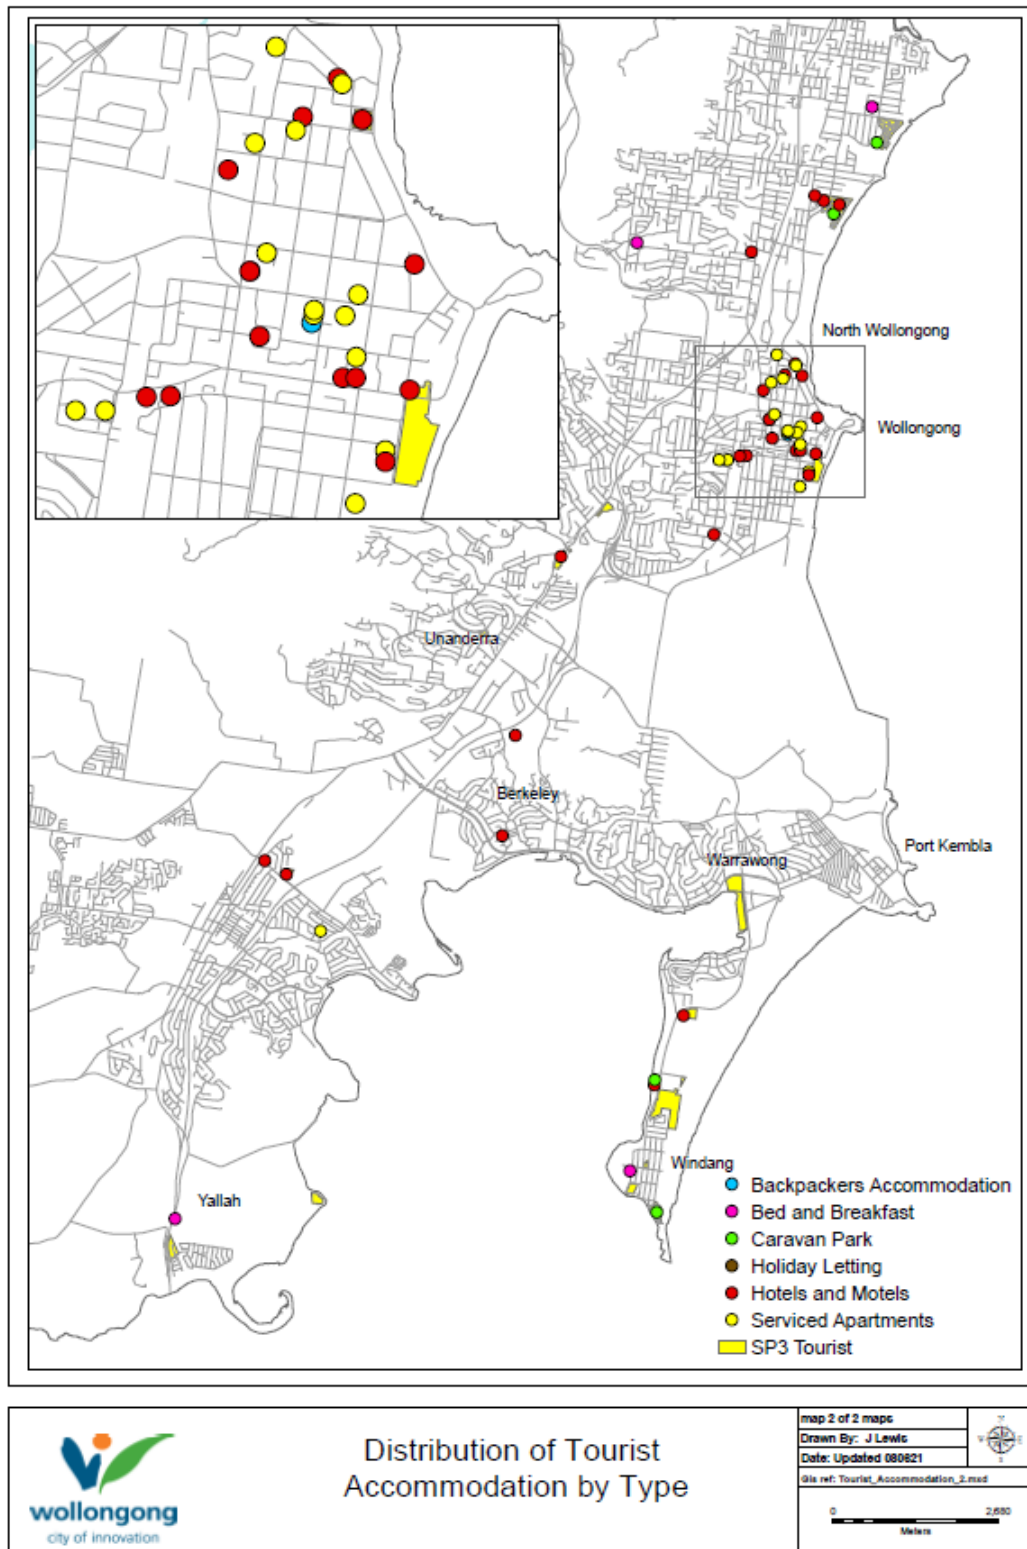 North Wollongong
Wollongong
Unanderra
Berkeley
Warrawong
Port Kembla
Windang
Yallah
Backpackers Accommodation
Bed and Breakfast
Caravan Park
Holiday Letting
Hotels and Motels
Serviced Apartments
SP3 Tourist
wollongong
city of innovation
Distribution of Tourist
Accommodation by Type
map 2 of 2 maps
Drawn By: J Lewis
Date: Updated 080621
Gis ref: Tourist_Accommodation_2.mxd
0 2,680
Meters